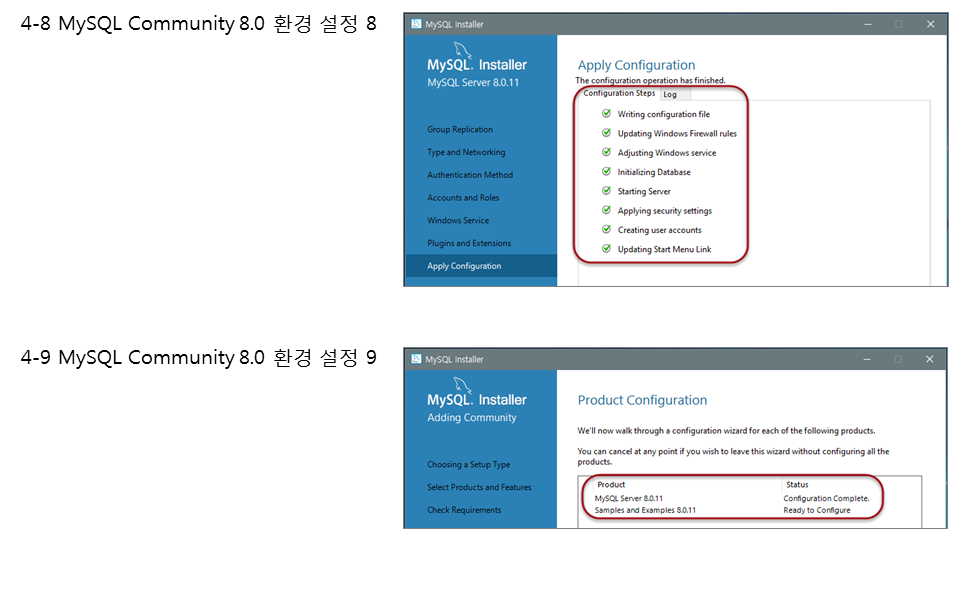 4-8 MySQL Community 8.0 환경 설정 8
MySQL Installer
MySQL. Installer
MySQL Server 8.0.11
Group Replication
Type and Networking
Authentication Method
Accounts and Roles
Windows Service
Plugins and Extensions
Apply Configuration
Apply Configuration
The configuration operation has finished.
Configuration Steps Log
Writing configuration file
Updating Windows Firewall rules
Adjusting Windows service
Initializing Database
Starting Server
Applying security settings
Creating user accounts
Updating Start Menu Link
4-9 MySQL Community 8.0 환경 설정 9
MySQL Installer
MySQL. Installer
Adding Community
Choosing a Setup Type
Select Products and Features
Check Requirements
Product Configuration
We'll now walk through a configuration wizard for each of the following products.
You can cancel at any point if you wish to leave this wizard without configuring all the
products.
Product Status
MySQL Server 8.0.11 Configuration Complete.
Samples and Examples 8.0.11 Ready to Configure